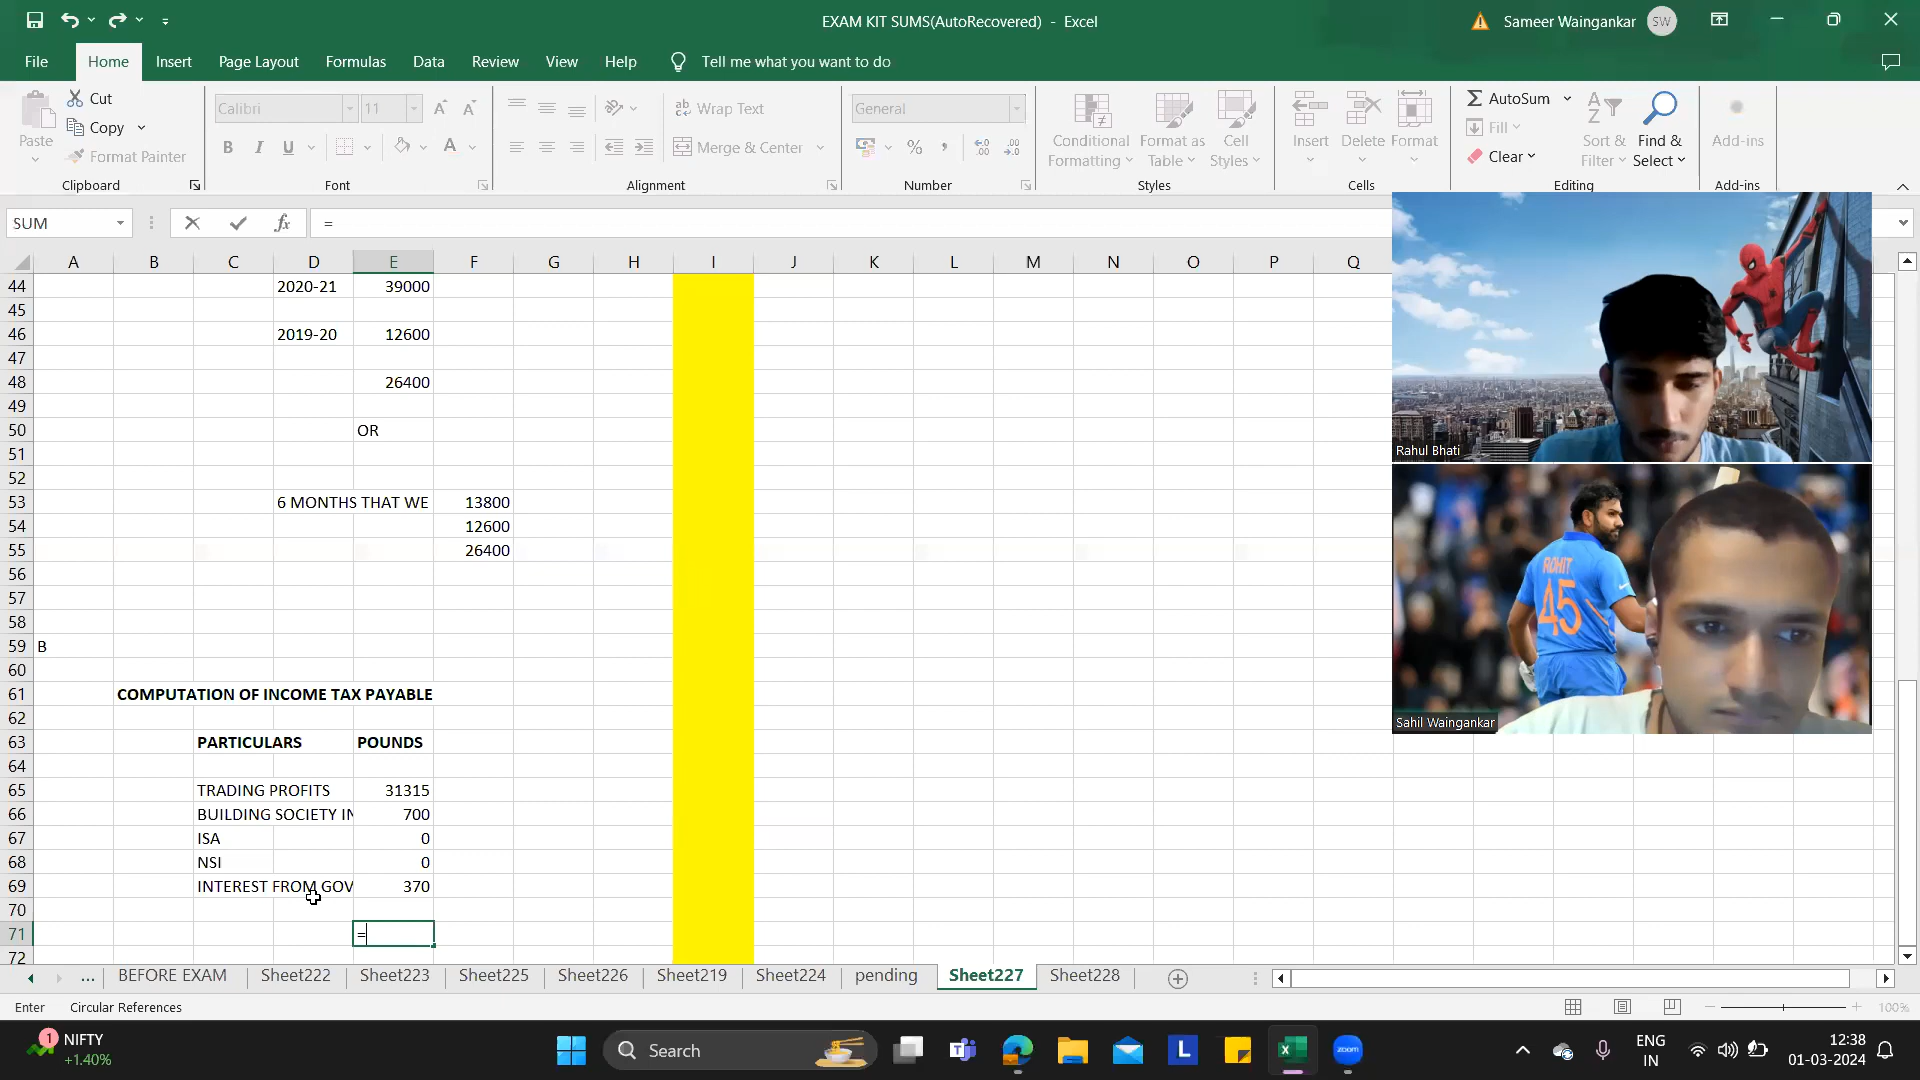 EXAM KIT SUMS(AutoRecovered) - Excel
Sameer Waingankar SW
File Home Insert Page Layout Formulas Data Review View Help Tell me what you want to do
Paste
Cut
Copy
Format Painter
Clipboard
Calibri 11
B I U
Font
Wrap Text
Merge & Center
Alignment
General
Number
Conditional Formatting
Format as Table
Cell Styles
Styles
Insert Delete Format
Cells
AutoSum
Fill
Clear
Sort & Filter
Find & Select
Editing
Add-ins
Add-ins
SUM =
A B C D E F G H I J K L M N O P Q
44 2020-21 39000
45
46 2019-20 12600
47
48 26400
49
50 OR
51
52
53 6 MONTHS THAT WE 13800
54 12600
55 26400
56
57
58
59 B
60
61 COMPUTATION OF INCOME TAX PAYABLE
62
63 PARTICULARS POUNDS
64
65 TRADING PROFITS 31315
66 BUILDING SOCIETY IN 700
67 ISA 0
68 NSI 0
69 INTEREST FROM GOV 370
70
71 =
72
Rahul Bhati
ROHIT
45
Sahil Waingankar
... BEFORE EXAM Sheet222 Sheet223 Sheet225 Sheet226 Sheet219 Sheet224 pending Sheet227 Sheet228
Enter Circular References 100%
1 NIFTY
+1.40%
Search
L
zoom
ENG
IN
12:38
01-03-2024